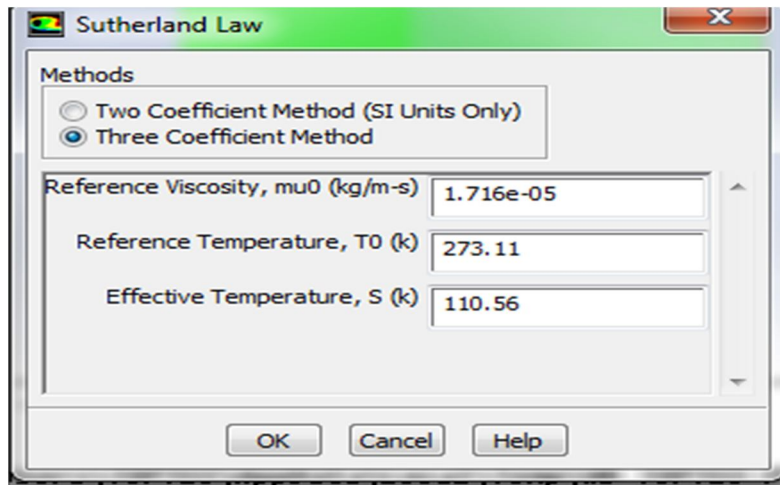 Sutherland Law
Methods
Two Coefficient Method (SI Units Only)
Three Coefficient Method
Reference Viscosity, mu0 (kg/m-s) 1.716e-05
Reference Temperature, T0 (k) 273.11
Effective Temperature, S (k) 110.56
OK Cancel Help